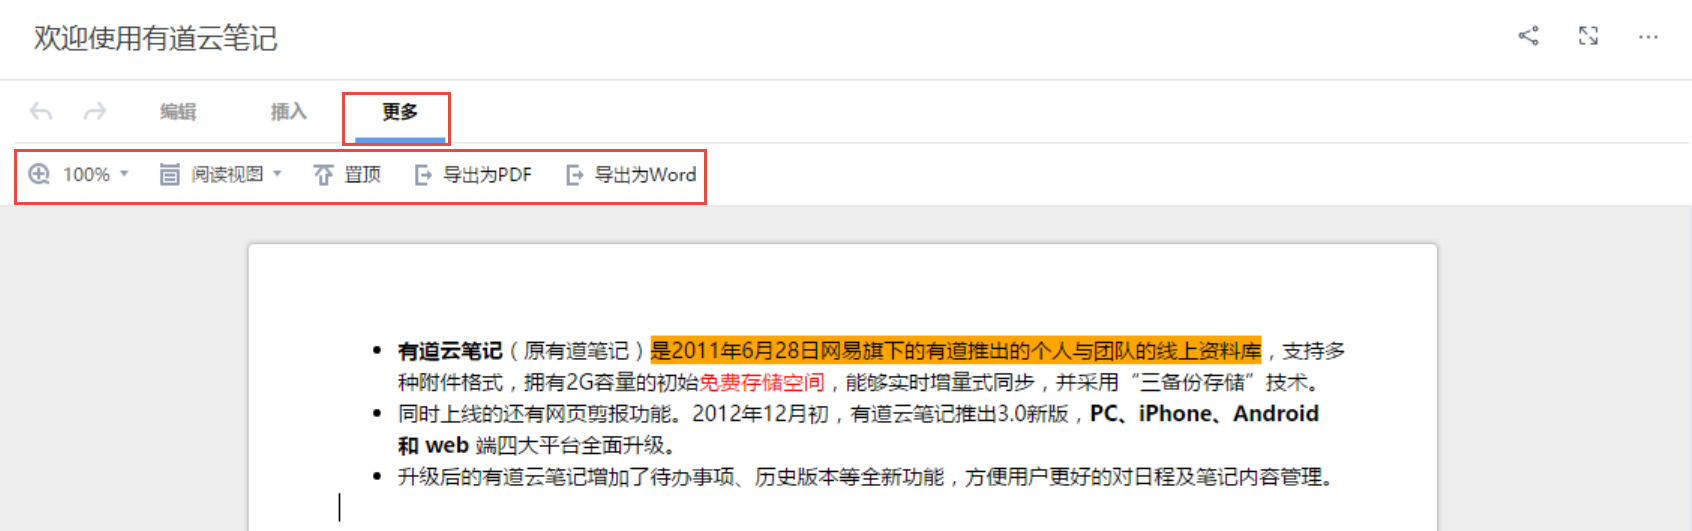 欢迎使用有道云笔记
编辑 插入 更多
100% 阅读视图 置顶 导出为PDF 导出为Word
有道云笔记（原有道笔记）是2011年6月28日网易旗下的有道推出的个人与团队的线上资料库，支持多
种附件格式，拥有2G容量的初始免费存储空间，能够实时增量式同步，并采用“三备份存储”技术。
同时上线的还有网页剪报功能。2012年12月初，有道云笔记推出3.0新版，PC、iPhone、Android
和 web 端四大平台全面升级。
升级后的有道云笔记增加了待办事项、历史版本等全新功能，方便用户更好的对日程及笔记内容管理。